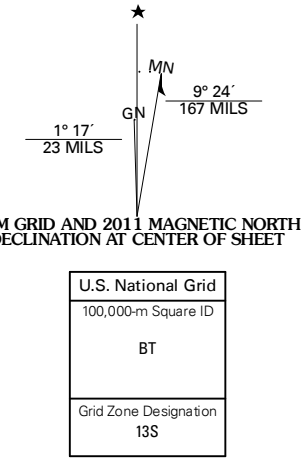 MN
GN
9° 24´
167 MILS
1° 17´
23 MILS
M GRID AND 2011 MAGNETIC NORTH
DECLINATION AT CENTER OF SHEET
U.S. National Grid
100,000-m Square ID
BT
Grid Zone Designation
13S